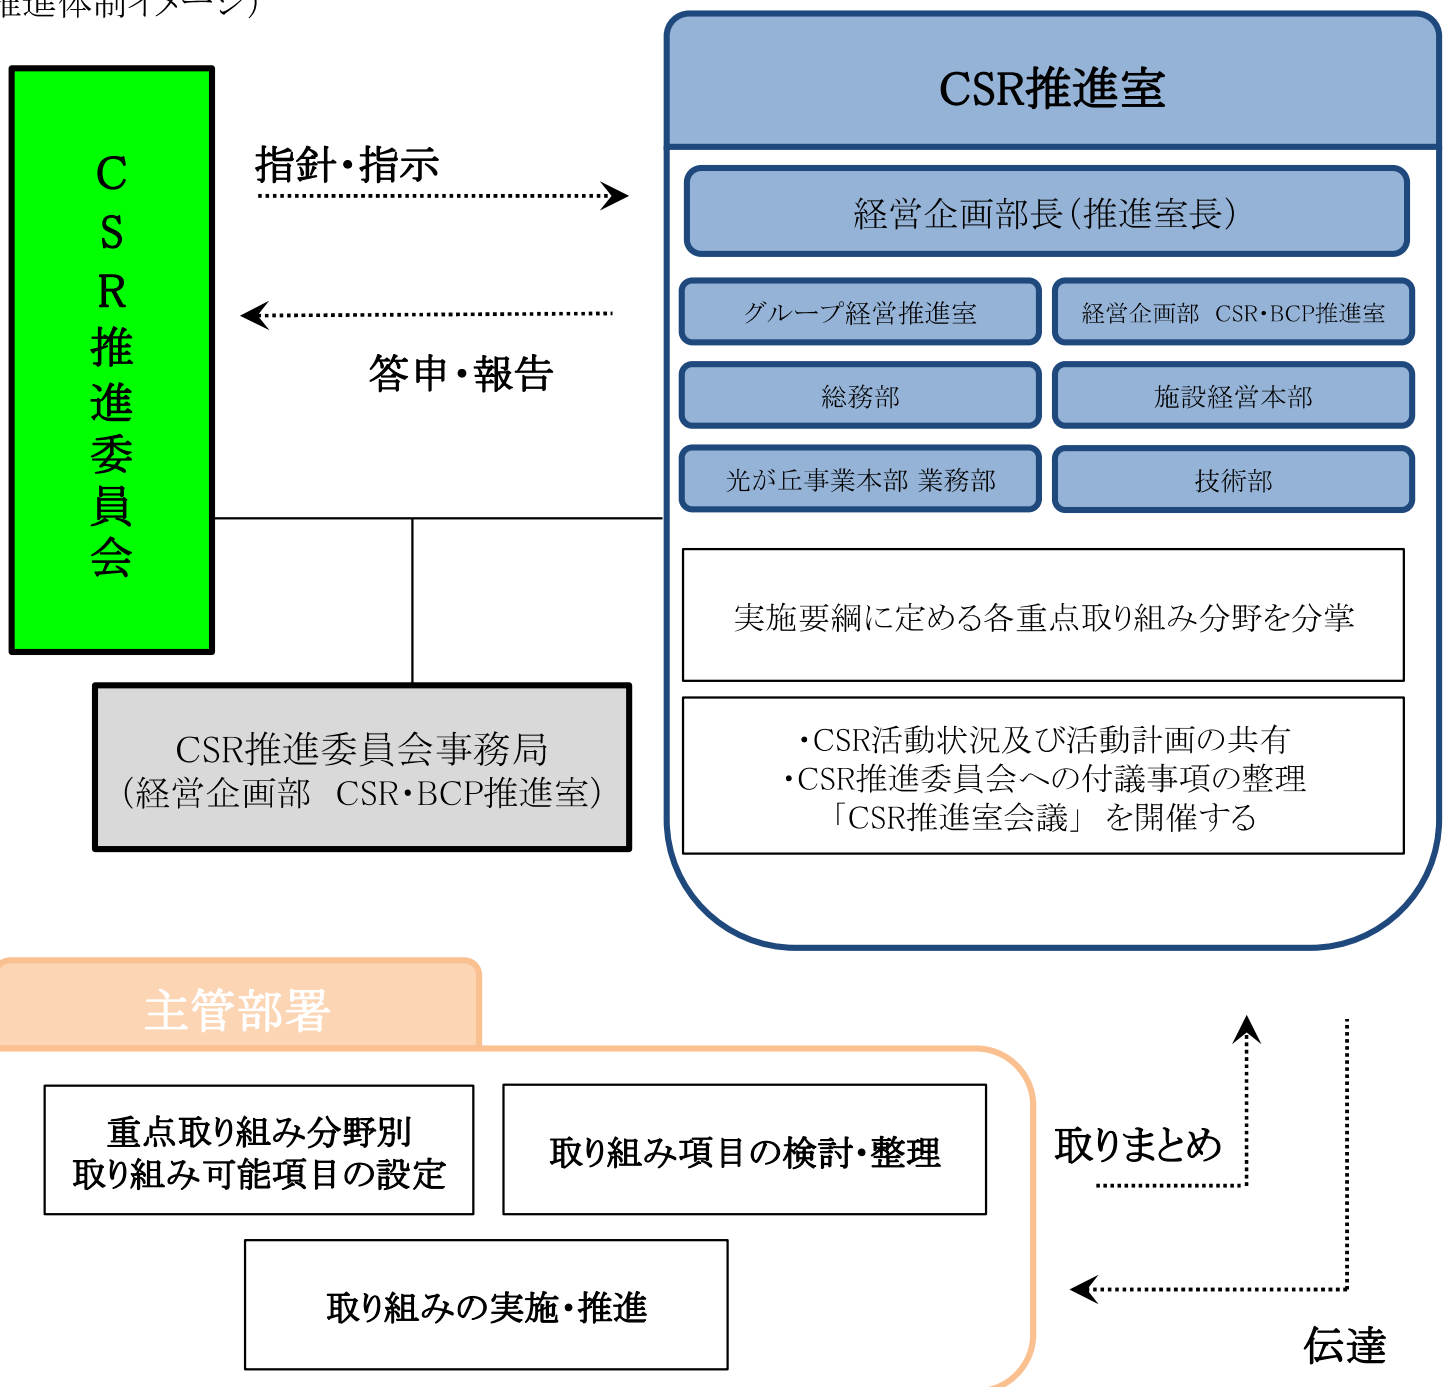 推進体制イメージ）
CSR推進室
CSR推進委員会
指針・指示
経営企画部長（推進室長）
グループ経営推進室
経営企画部　CSR・BCP推進室
答申・報告
総務部
施設経営本部
光が丘事業本部 業務部
技術部
実施要綱に定める各重点取り組み分野を分掌
・CSR活動状況及び活動計画の共有
・CSR推進委員会への付議事項の整理
「CSR推進室会議」 を開催する
CSR推進委員会事務局
（経営企画部　CSR・BCP推進室）
主管部署
重点取り組み分野別
取り組み可能項目の設定
取り組み項目の検討・整理
取りまとめ
取り組みの実施・推進
伝達